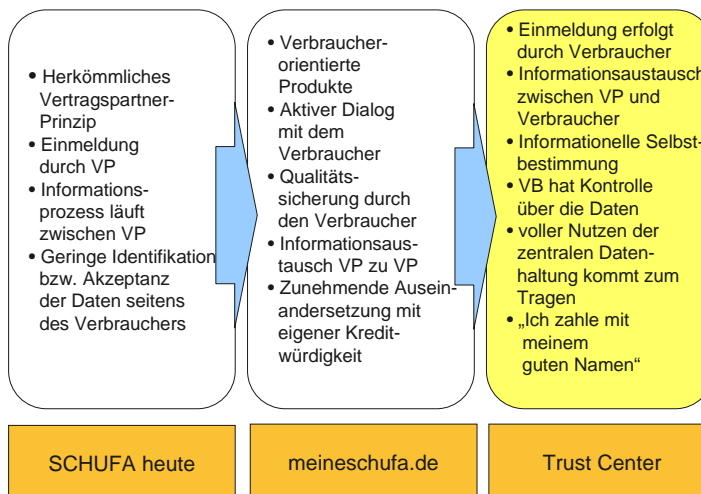 • Herkömmliches
Vertragspartner-
Prinzip
• Einmeldung
durch VP
• Informations-
prozess läuft
zwischen VP
• Geringe Identifikation
bzw. Akzeptanz
der Daten seitens
des Verbrauchers
SCHUFA heute
• Verbraucher-
orientierte
Produkte
• Aktiver Dialog
mit dem
Verbraucher
• Qualitäts-
sicherung durch
den Verbraucher
• Informationsaus-
tausch VP zu VP
• Zunehmende Ausein-
andersetzung mit
eigener Kredit-
würdigkeit
meineschufa.de
• Einmeldung erfolgt
durch Verbraucher
• Informationsaustausch
zwischen VP und
Verbraucher
• Informationelle Selbst-
bestimmung
• VB hat Kontrolle
über die Daten
• voller Nutzen der
zentralen Daten-
haltung kommt zum
Tragen
• „Ich zahle mit
meinem
guten Namen“
Trust Center